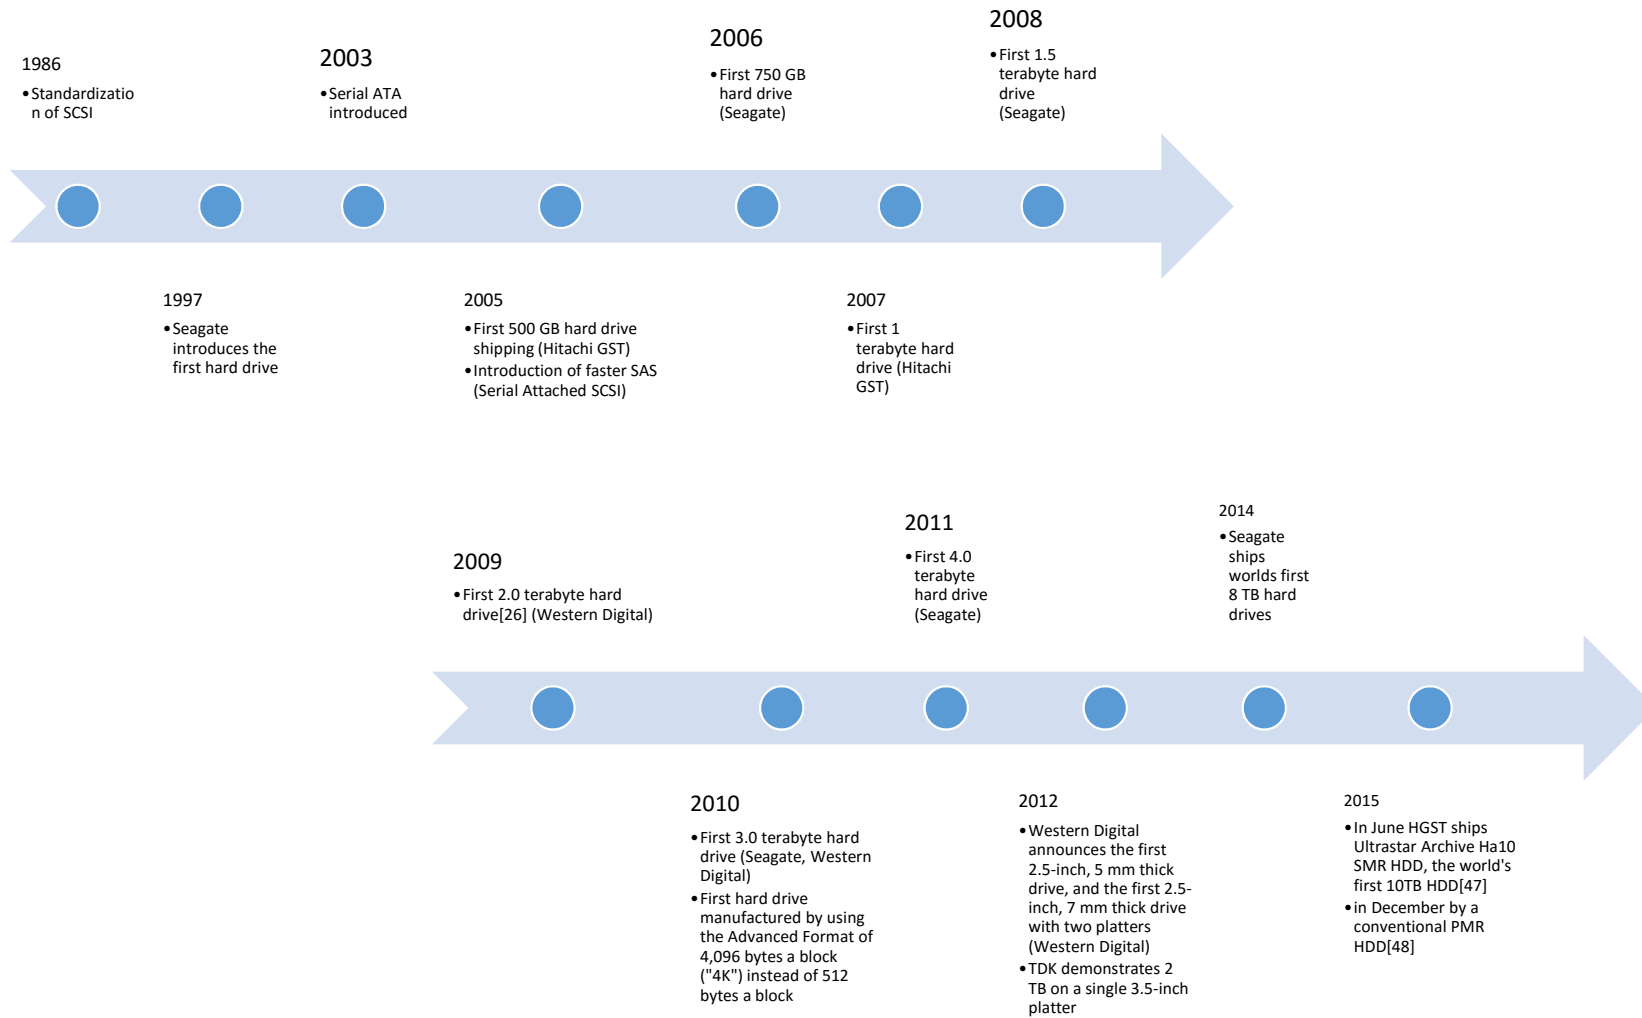 1986
•Standardizatio
n of SCSI
2003
•Serial ATA
introduced
2006
•First 750 GB
hard drive
(Seagate)
2008
•First 1.5
terabyte hard
drive
(Seagate)
1997
•Seagate
introduces the
first hard drive
2005
•First 500 GB hard drive
shipping (Hitachi GST)
•Introduction of faster SAS
(Serial Attached SCSI)
2007
•First 1
terabyte hard
drive (Hitachi
GST)
2009
•First 2.0 terabyte hard
drive[26] (Western Digital)
2011
•First 4.0
terabyte
hard drive
(Seagate)
2014
•Seagate
ships
worlds first
8 TB hard
drives
2010
•First 3.0 terabyte hard
drive (Seagate, Western
Digital)
•First hard drive
manufactured by using
the Advanced Format of
4,096 bytes a block
("4K") instead of 512
bytes a block
2012
•Western Digital
announces the first
2.5-inch, 5 mm thick
drive, and the first 2.5-
inch, 7 mm thick drive
with two platters
(Western Digital)
•TDK demonstrates 2
TB on a single 3.5-inch
platter
2015
•In June HGST ships
Ultrastar Archive Ha10
SMR HDD, the world's
first 10TB HDD[47]
•in December by a
conventional PMR
HDD[48]